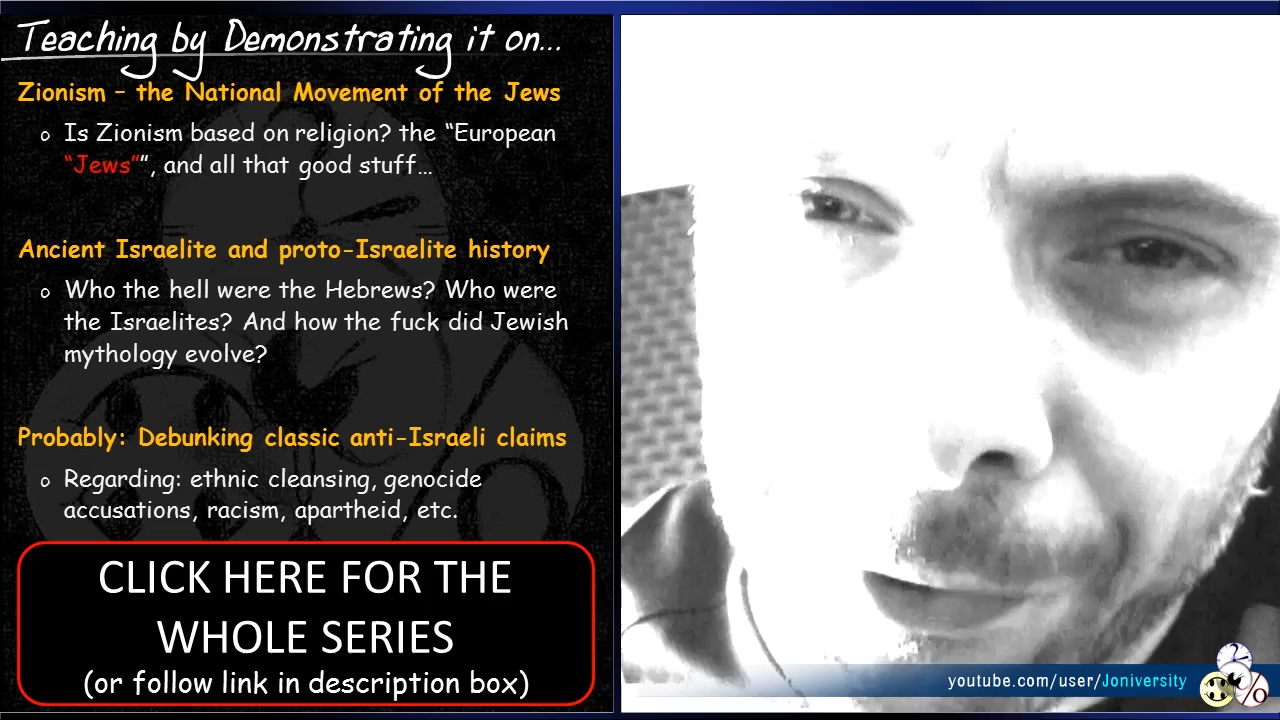 Teaching by Demonstrating it on...
Zionism – the National Movement of the Jews
o Is Zionism based on religion? the “European
“Jews””, and all that good stuff…
Ancient Israelite and proto-Israelite history
o Who the hell were the Hebrews? Who were
the Israelites? And how the fuck did Jewish
mythology evolve?
Probably: Debunking classic anti-Israeli claims
o Regarding: ethnic cleansing, genocide
accusations, racism, apartheid, etc.
CLICK HERE FOR THE
WHOLE SERIES
(or follow link in description box)
youtube.com/user/Joniversity